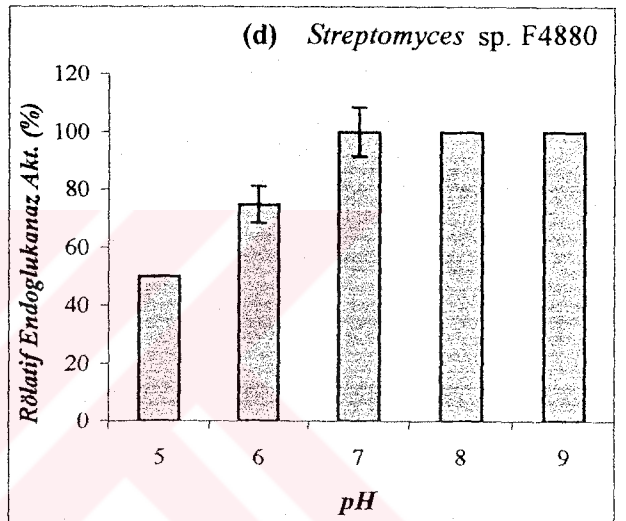 (d) Streptomyces sp. F4880
Rölatif Endoglukanaz Akt. (%)
120
100
80
60
40
20
0
5 6 7 8 9
pH